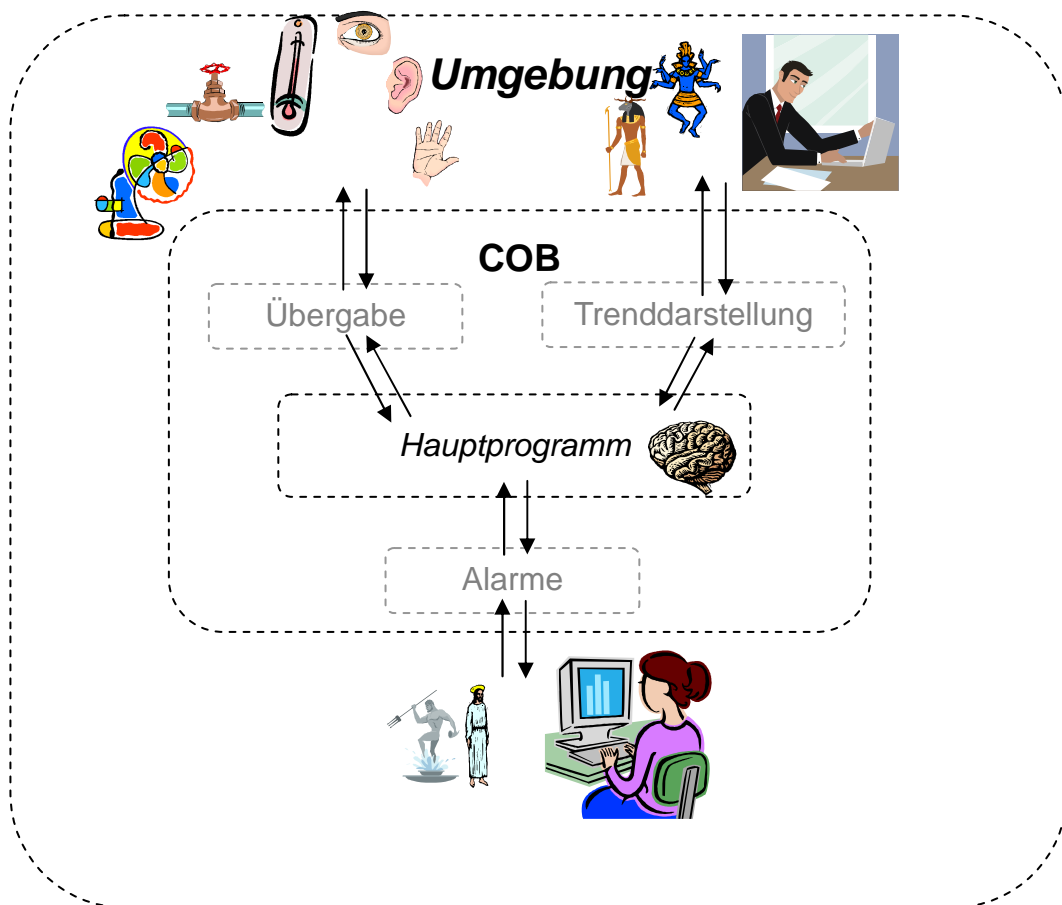 Umgebung
COB
Übergabe
Trenddarstellung
Hauptprogramm
Alarme